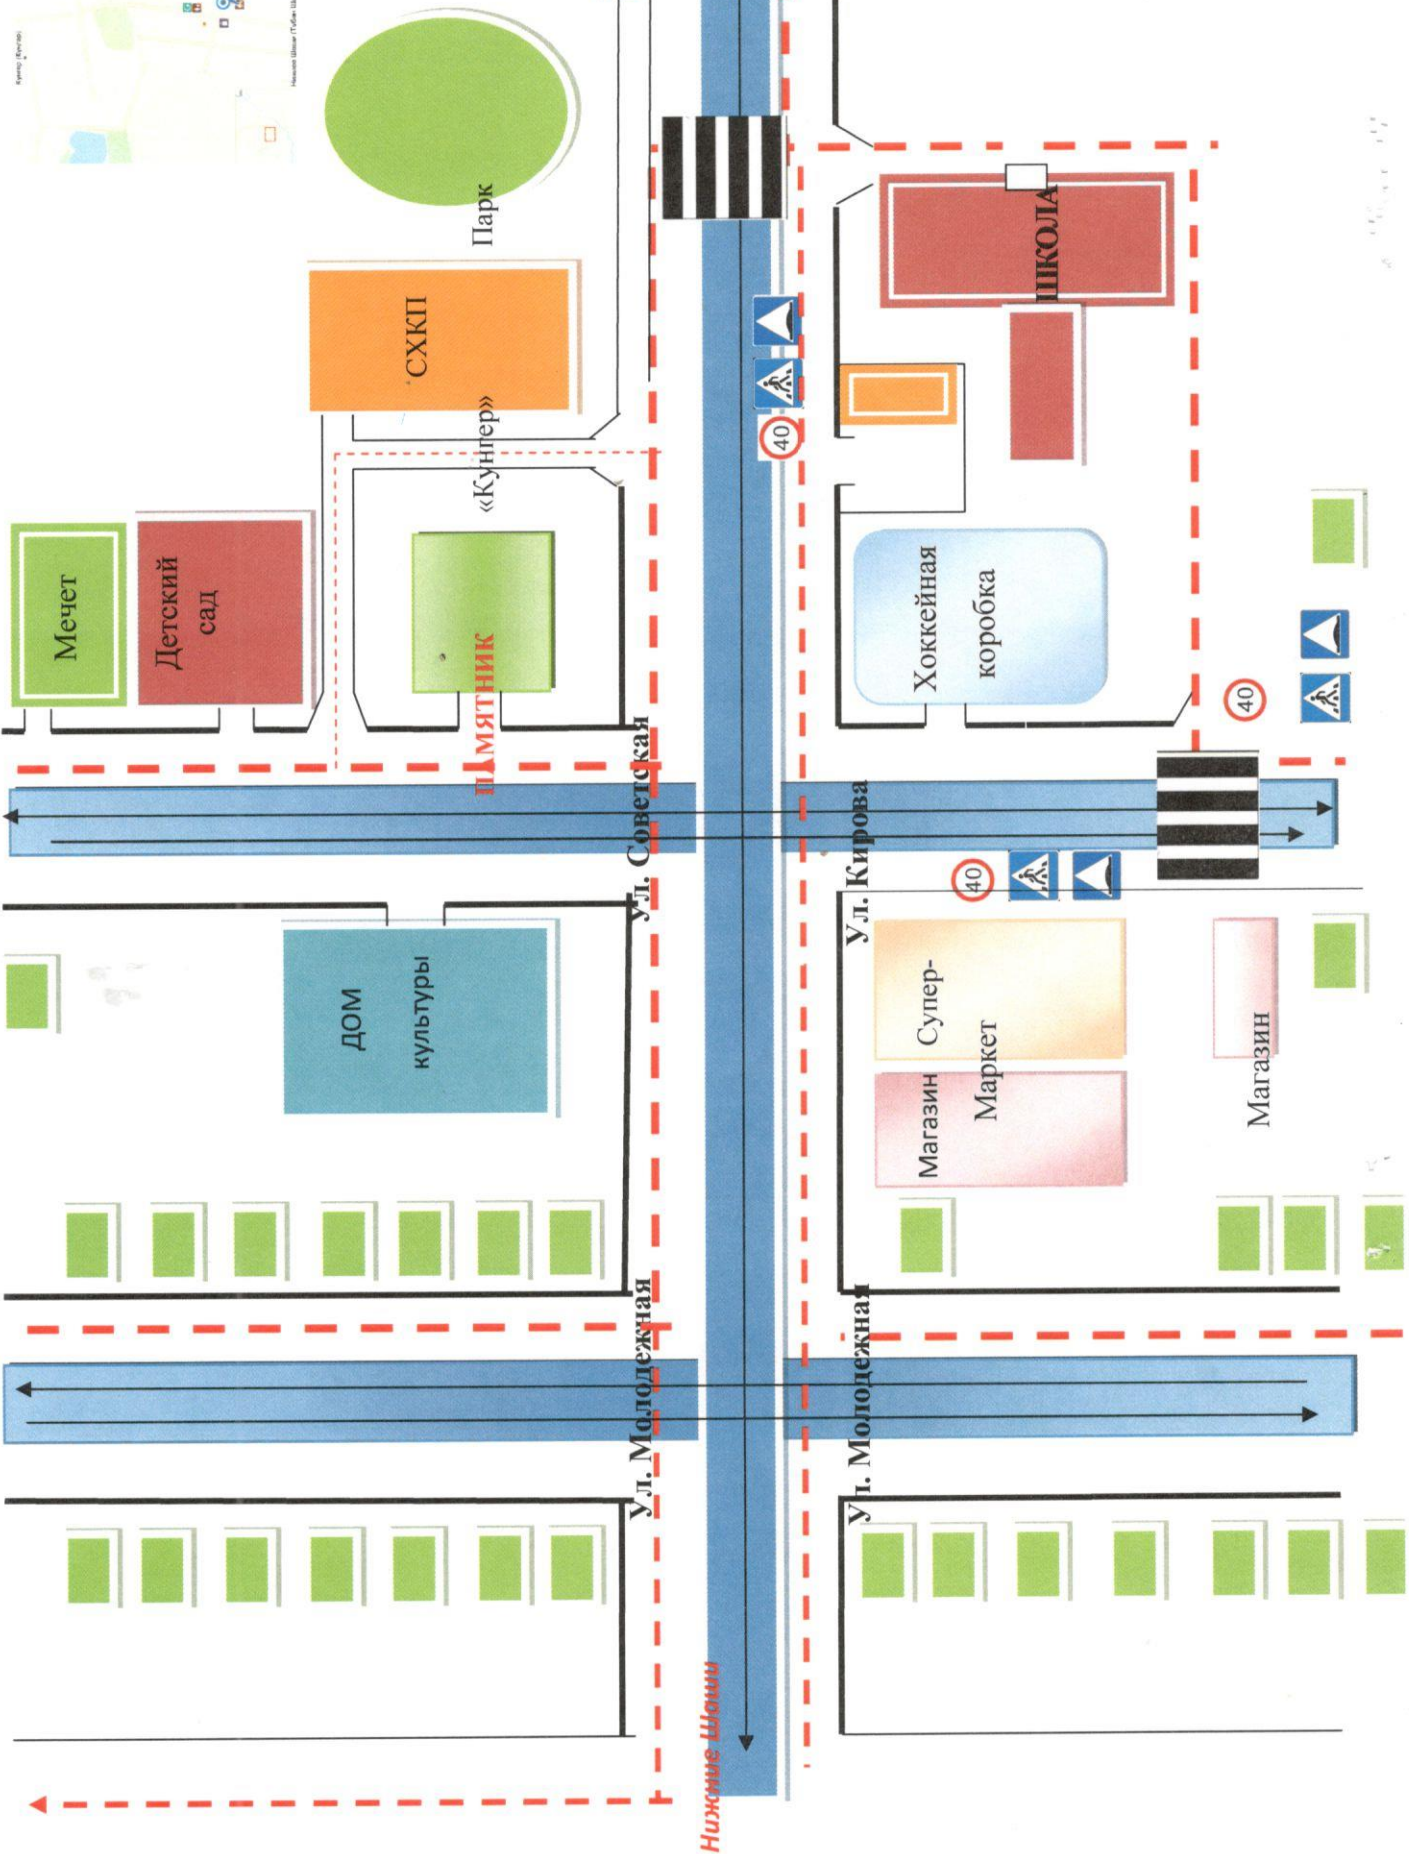 Мечет
Детский
сад
ДОМ
культуры
СХКП
«Кунгер»
Парк
ПАМЯТНИК
Ул. Молодежная
Ул. Советская
Нижние Шаши
40
Ул. Молодежная
Ул. Кирова
Магазин
Супер-
Маркет
40
Хоккейная
коробка
ШКОЛА
Магазин
40